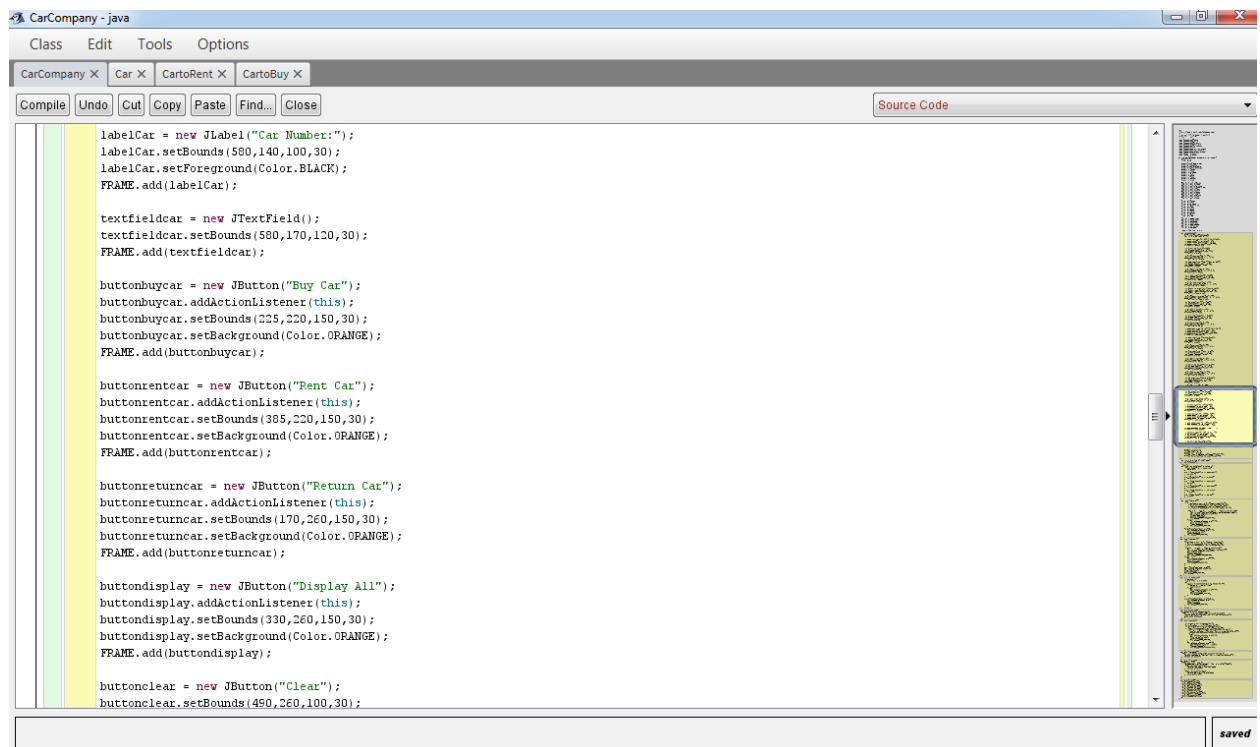 CarCompany - java
Class Edit Tools Options
CarCompany X Car X CartoRent X CartoBuy X
Compile Undo Cut Copy Paste Find... Close Source Code
labelCar = new JLabel("Car Number:");
labelCar.setBounds(580,140,100,30);
labelCar.setForeground(Color.BLACK);
FRAME.add(labelCar);
textfieldcar = new JTextField();
textfieldcar.setBounds(580,170,120,30);
FRAME.add(textfieldcar);
buttonbuycar = new JButton("Buy Car");
buttonbuycar.addActionListener(this);
buttonbuycar.setBounds(225,220,150,30);
buttonbuycar.setBackground(Color.ORANGE);
FRAME.add(buttonbuycar);
buttonrentcar = new JButton("Rent Car");
buttonrentcar.addActionListener(this);
buttonrentcar.setBounds(385,220,150,30);
buttonrentcar.setBackground(Color.ORANGE);
FRAME.add(buttonrentcar);
buttonreturncar = new JButton("Return Car");
buttonreturncar.addActionListener(this);
buttonreturncar.setBounds(170,260,150,30);
buttonreturncar.setBackground(Color.ORANGE);
FRAME.add(buttonreturncar);
buttondisplay = new JButton("Display All");
buttondisplay.addActionListener(this);
buttondisplay.setBounds(330,260,150,30);
buttondisplay.setBackground(Color.ORANGE);
FRAME.add(buttondisplay);
buttonclear = new JButton("Clear");
buttonclear.setBounds(490,260,100,30);
saved